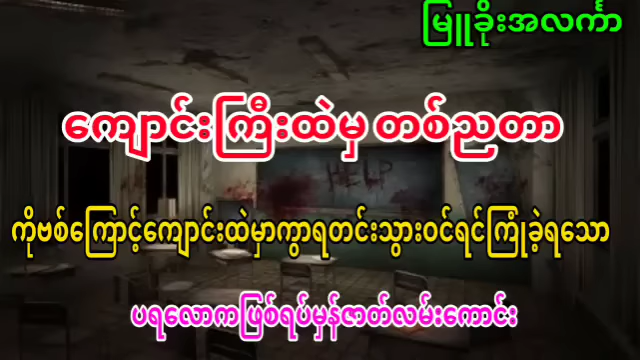 မြူခိုးအလင်္ကာ
ကျောင်းကြီးထဲမှ တစ်ညတာ
HELP
ကိုဗစ်ကြောင့်ကျောင်းထဲမှာကွာရတင်းသွားဝင်ရင်ကြုံခဲ့ရသော
ပရလောကဖြစ်ရပ်မှန်ဇာတ်လမ်းကောင်း